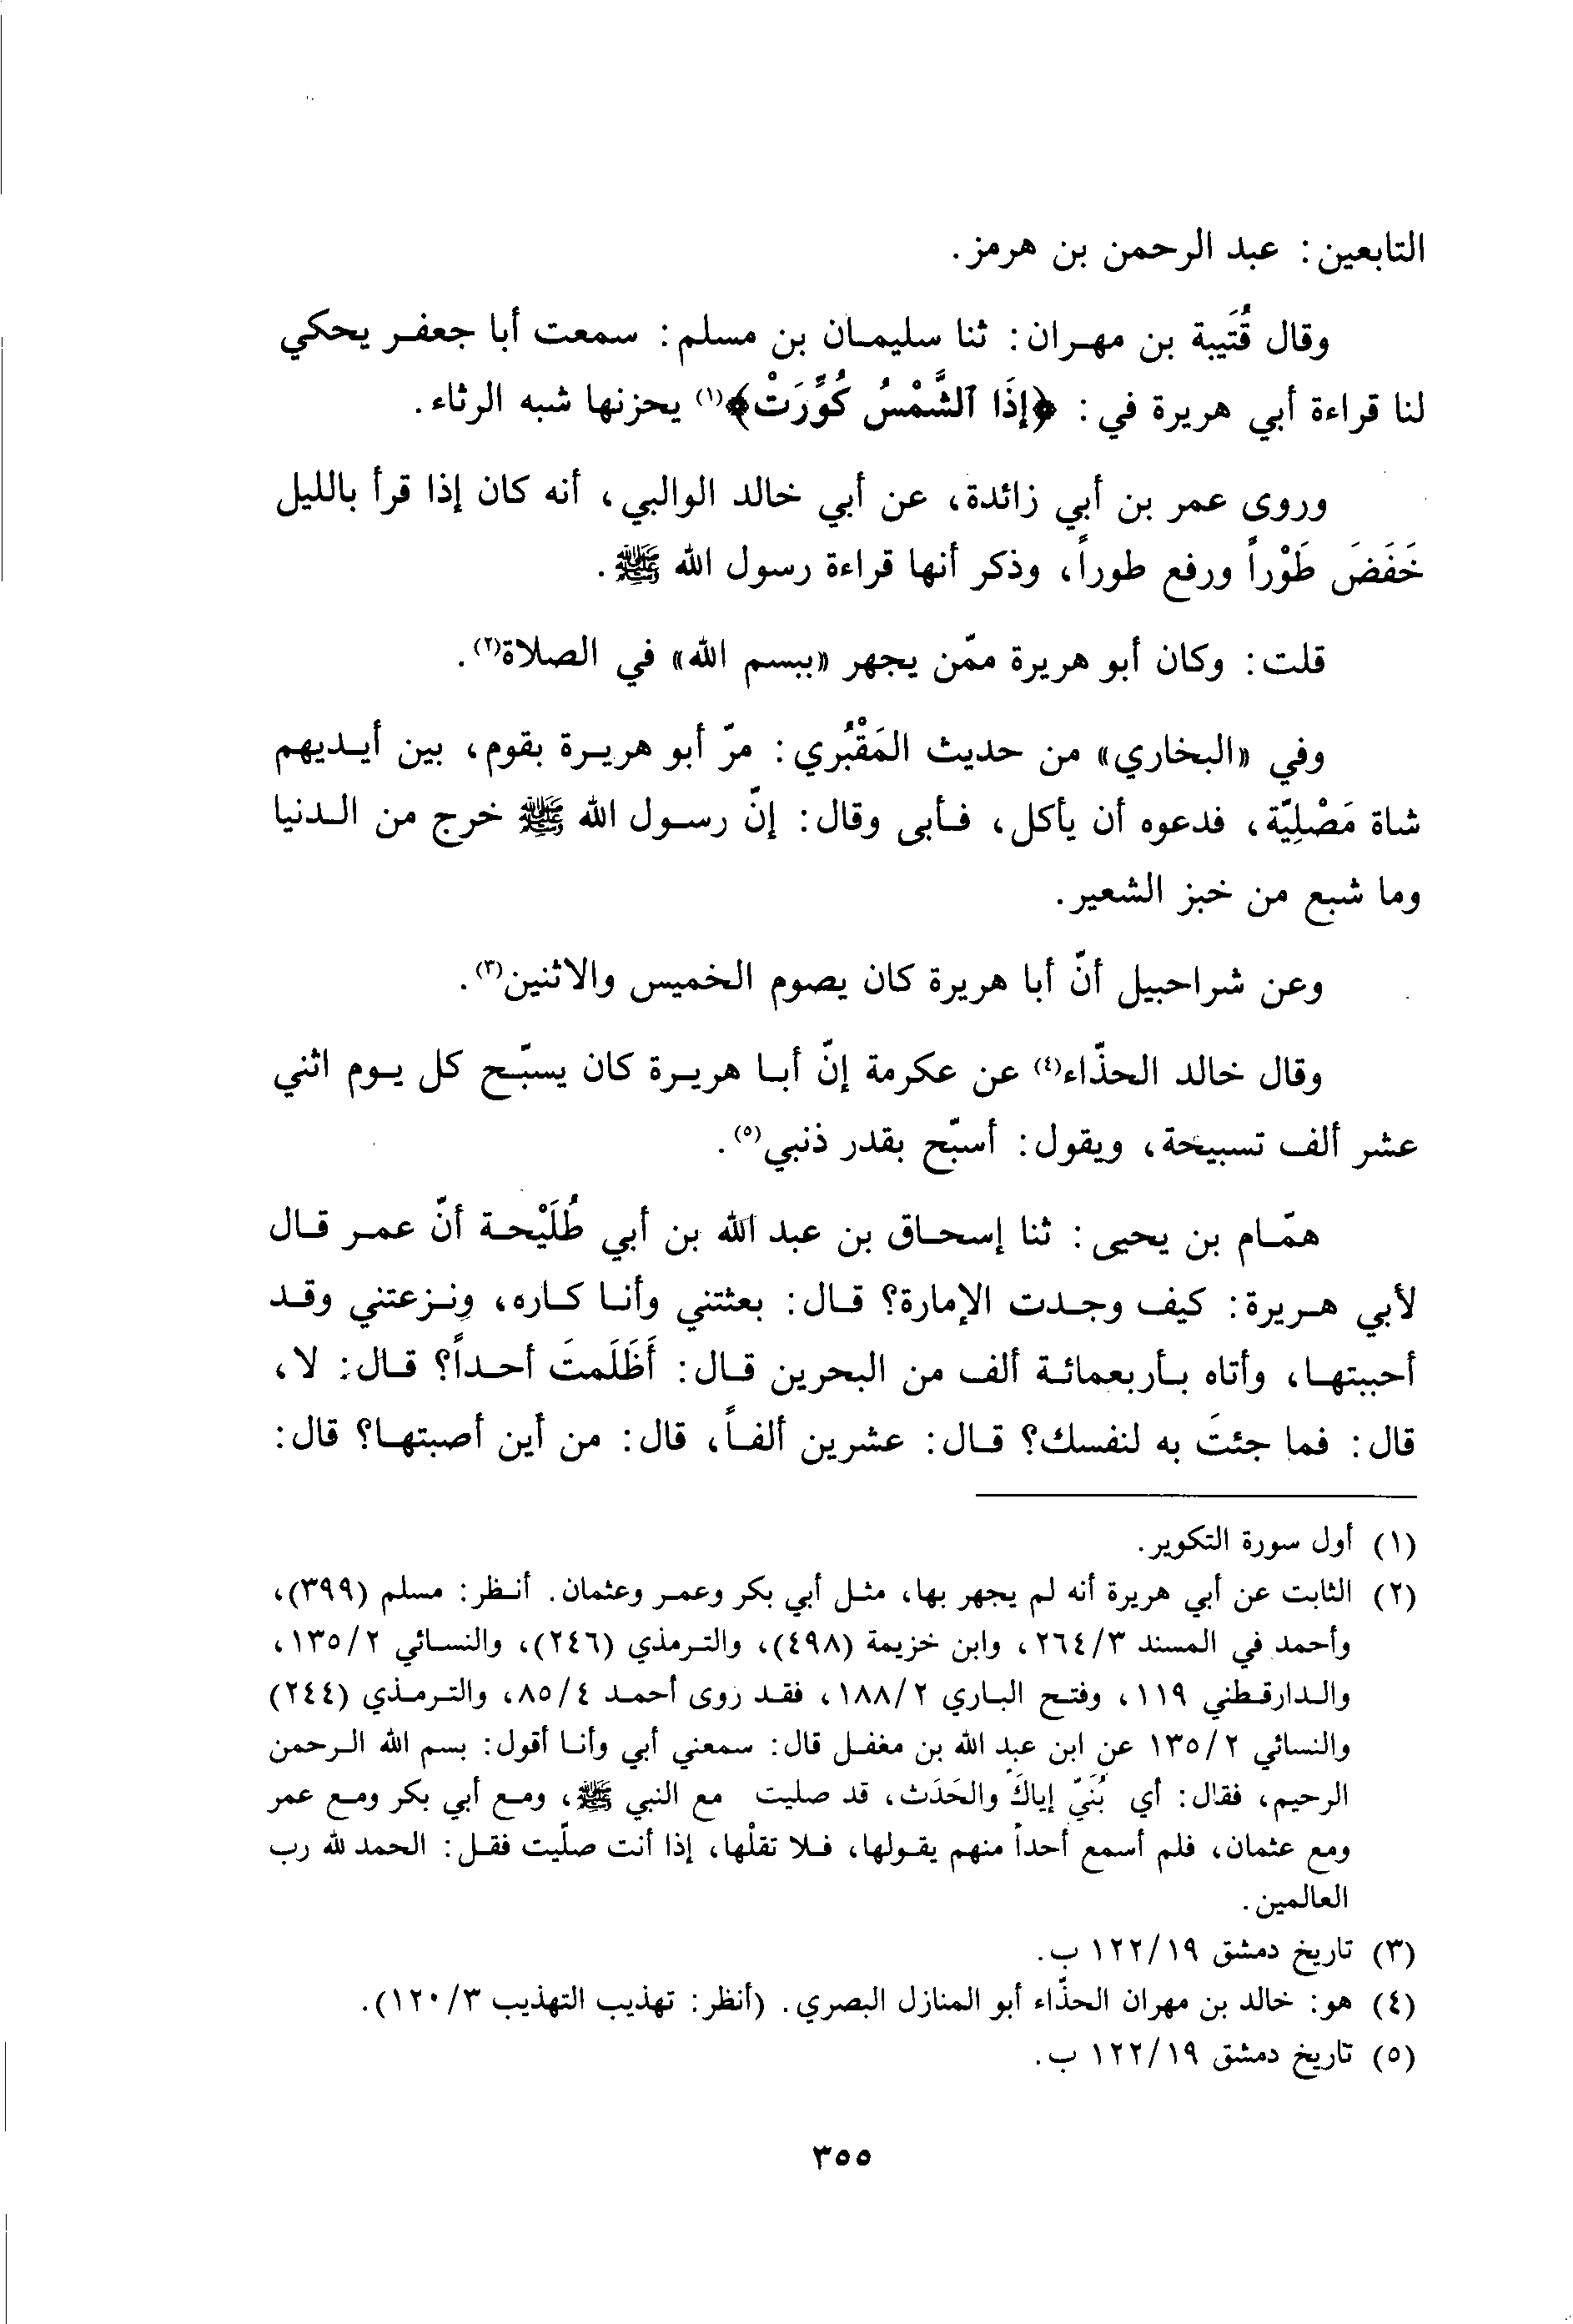 التابعين: عبد الرحمن بن هرمز.
وقال قُتَيبة بن مهران: ثنا سليمان بن مسلم: سمعت أبا جعفر يحكي
لنا قراءة أبي هريرة في: ﴿إِذَا ٱلشَّمْسُ كُوِّرَتْ﴾(١) يحزنها شبه الرثاء.
وروى عمر بن أبي زائدة، عن أبي خالد الوالبي، أنه كان إذا قرأ بالليل
خَفَضَ طَوْراً ورفع طوراً، وذكر أنها قراءة رسول الله ﷺ.
قلت: وكان أبو هريرة ممّن يجهر «ببسم الله» في الصلاة(٢).
وفي «البخاري» من حديث المَقْبُري: مرّ أبو هريرة بقوم، بين أيديهم
شاة مَصْلِيّة، فدعوه أن يأكل، فأبى وقال: إنّ رسول الله ﷺ خرج من الدنيا
وما شبع من خبز الشعير.
وعن شراحبيل أنّ أبا هريرة كان يصوم الخميس والاثنين(٣).
وقال خالد الحذّاء(٤) عن عكرمة إنّ أبا هريرة كان يسبّح كل يوم اثني
عشر ألف تسبيحة، ويقول: أسبّح بقدر ذنبي(٥).
همّام بن يحيى: ثنا إسحاق بن عبد الله بن أبي طُلَيْحة أنّ عمر قال
لأبي هريرة: كيف وجدت الإمارة؟ قال: بعثتني وأنا كاره، ونزعتني وقد
أحببتها، وأتاه بأربعمائة ألف من البحرين قال: أَظَلَمتَ أحداً؟ قال: لا،
قال: فما جئتَ به لنفسك؟ قال: عشرين ألفاً، قال: من أين أصبتها؟ قال:
(١) أول سورة التكوير.
(٢) الثابت عن أبي هريرة أنه لم يجهر بها، مثل أبي بكر وعمر وعثمان. أنظر: مسلم (٣٩٩)،
وأحمد في المسند ٢٦٤/٣، وابن خزيمة (٤٩٨)، والترمذي (٢٤٦)، والنسائي ١٣٥/٢،
والدارقطني ١١٩، وفتح الباري ١٨٨/٢، فقد روى أحمد ٨٥/٤، والترمذي (٢٤٤)
والنسائي ١٣٥/٢ عن ابن عبد الله بن مغفل قال: سمعني أبي وأنا أقول: بسم الله الرحمن
الرحيم، فقال: أي بُنَيّ إياكَ والحَدَث، قد صليت مع النبي ﷺ، ومع أبي بكر ومع عمر
ومع عثمان، فلم أسمع أحداً منهم يقولها، فلا تقلْها، إذا أنت صلّيت فقل: الحمد لله رب
العالمين.
(٣) تاريخ دمشق ١٢٢/١٩ ب.
(٤) هو: خالد بن مهران الحذّاء أبو المنازل البصري. (أنظر: تهذيب التهذيب ١٢٠/٣).
(٥) تاريخ دمشق ١٢٢/١٩ ب.
٣٥٥